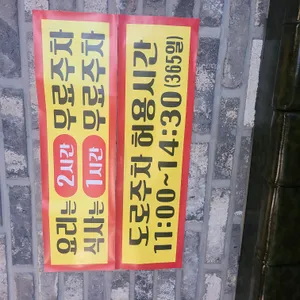 요리는 2시간 무료주차
식사는 1시간 무료주차
도로주차 허용시간
11:00~14:30(365일)